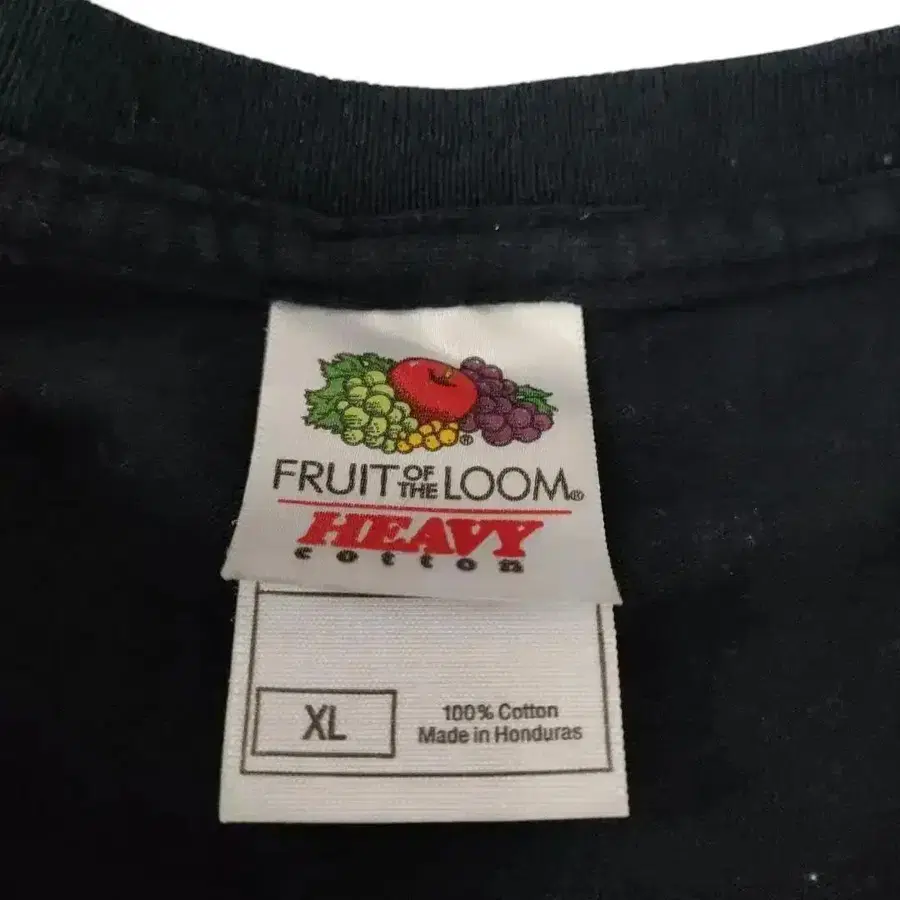 FRUIT OF THE LOOM®
HEAVY
cotton
XL
100% Cotton
Made in Honduras